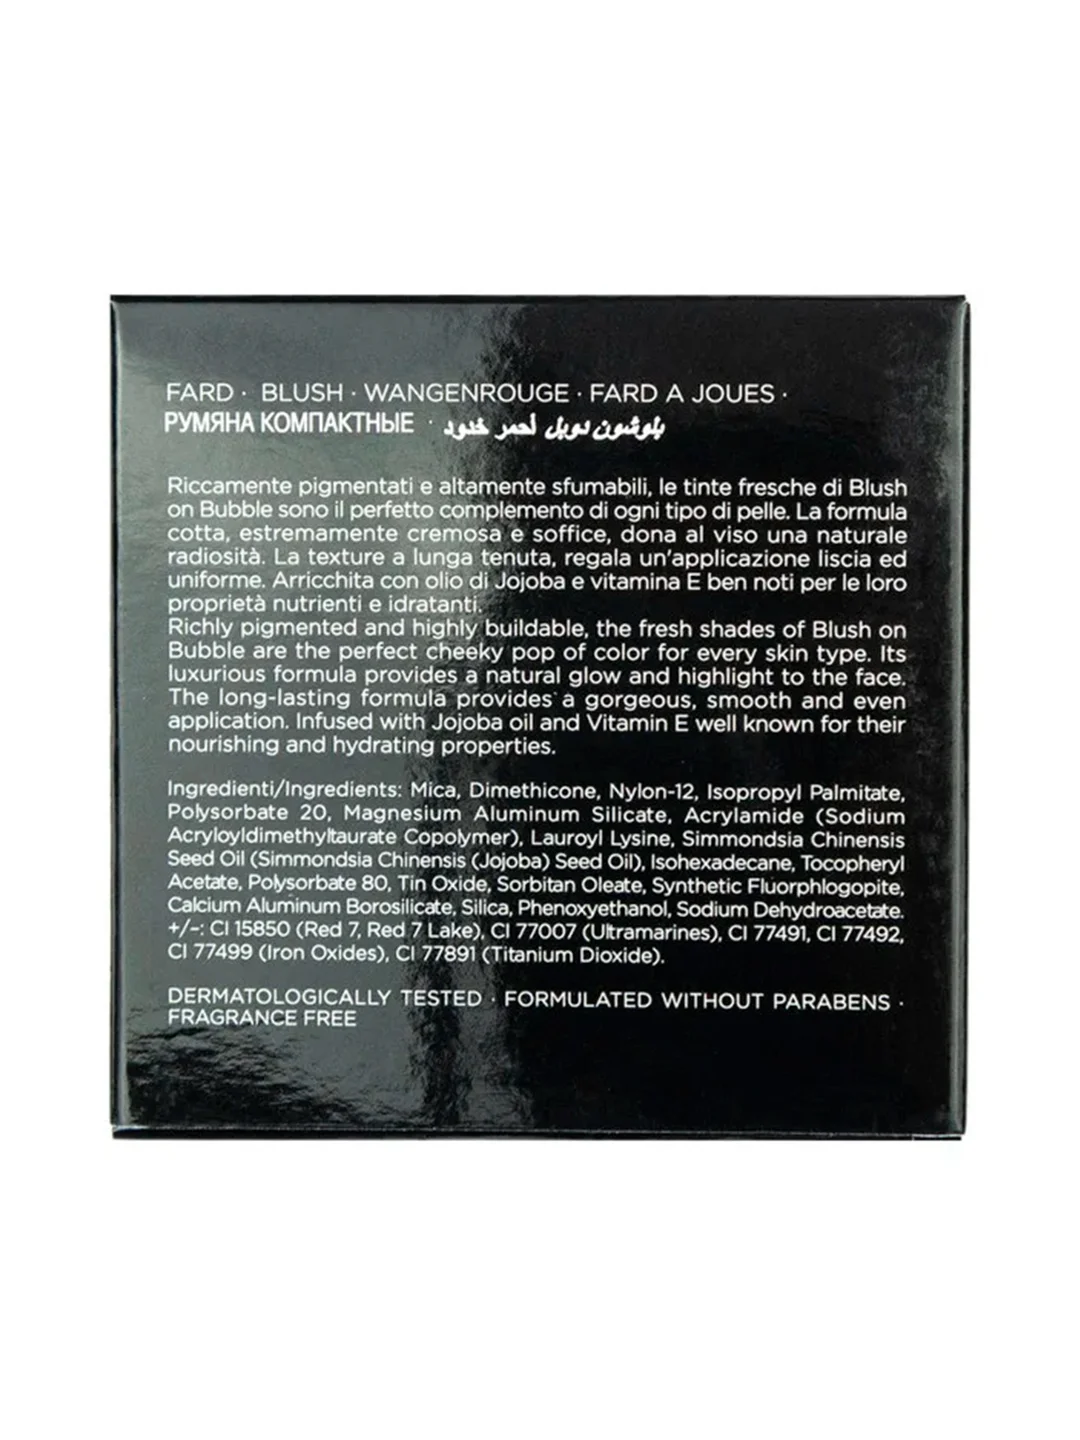 FARD · BLUSH · WANGENROUGE · FARD A JOUES ·
РУМЯНА КОМПАКТНЫЕ · بلوشون دوبل أحمر خدود
Riccamente pigmentati e altamente sfumabili, le tinte fresche di Blush
on Bubble sono il perfetto complemento di ogni tipo di pelle. La formula
cotta, estremamente cremosa e soffice, dona al viso una naturale
radiosità. La texture a lunga tenuta, regala un'applicazione liscia ed
uniforme. Arricchita con olio di Jojoba e vitamina E ben noti per le loro
proprietà nutrienti e idratanti.
Richly pigmented and highly buildable, the fresh shades of Blush on
Bubble are the perfect cheeky pop of color for every skin type. Its
luxurious formula provides a natural glow and highlight to the face.
The long-lasting formula provides a gorgeous, smooth and even
application. Infused with Jojoba oil and Vitamin E well known for their
nourishing and hydrating properties.
Ingredienti/Ingredients: Mica, Dimethicone, Nylon-12, Isopropyl Palmitate,
Polysorbate 20, Magnesium Aluminum Silicate, Acrylamide (Sodium
Acryloyldimethyltaurate Copolymer), Lauroyl Lysine, Simmondsia Chinensis
Seed Oil (Simmondsia Chinensis (Jojoba) Seed Oil), Isohexadecane, Tocopheryl
Acetate, Polysorbate 80, Tin Oxide, Sorbitan Oleate, Synthetic Fluorphlogopite,
Calcium Aluminum Borosilicate, Silica, Phenoxyethanol, Sodium Dehydroacetate.
+/-: CI 15850 (Red 7, Red 7 Lake), CI 77007 (Ultramarines), CI 77491, CI 77492,
CI 77499 (Iron Oxides), CI 77891 (Titanium Dioxide).
DERMATOLOGICALLY TESTED · FORMULATED WITHOUT PARABENS ·
FRAGRANCE FREE